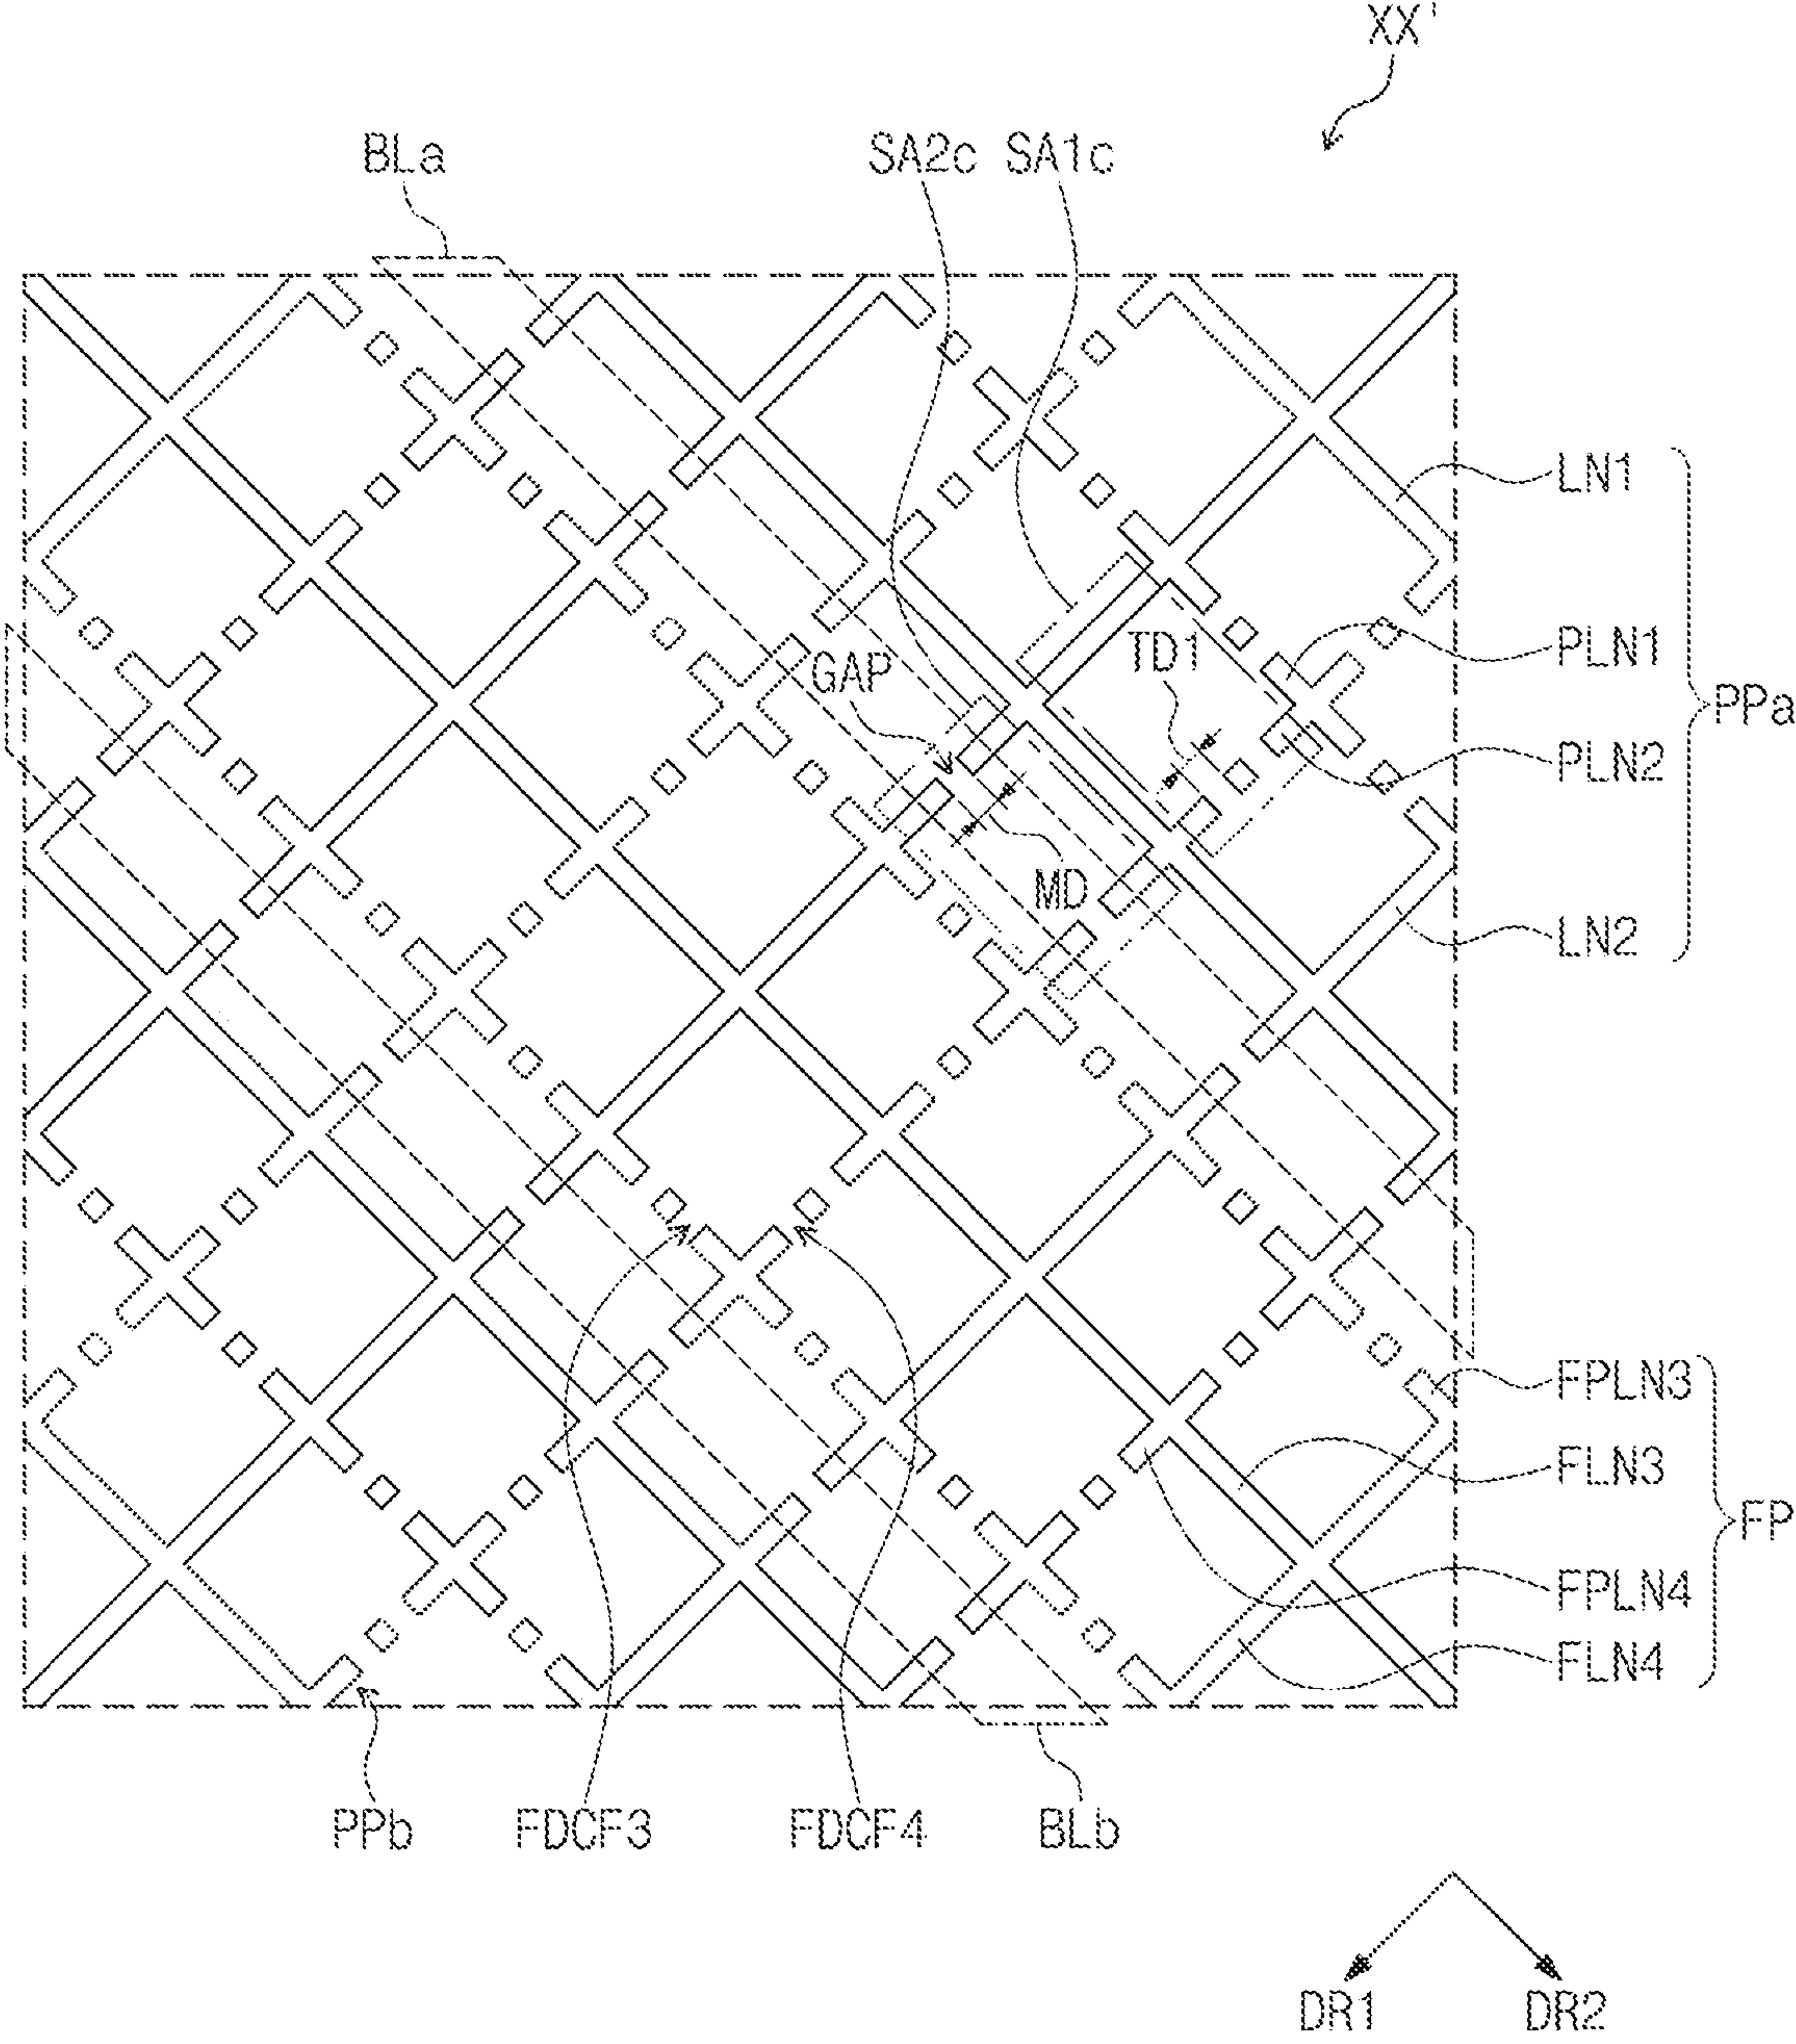 XX'
BLa
SA2c SA1c
LN1
PLN1
PPa
TD1
GAP
PLN2
MD
LN2
FPLN3
FLN3
FP
FPLN4
FLN4
PPb
FDCF3
FDCF4
BLb
DR1
DR2